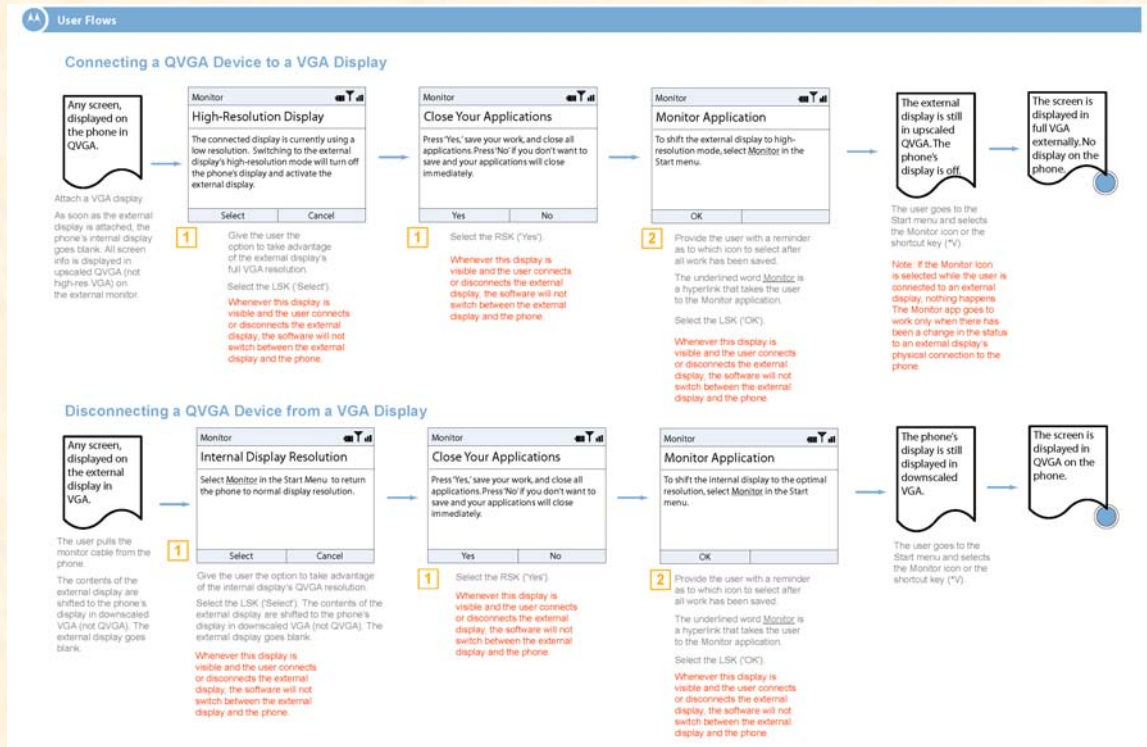 User Flows
Connecting a QVGA Device to a VGA Display
Any screen,
displayed on
the phone in
QVGA.
Attach a VGA display.
As soon as the external
display is attached, the
phone's internal display
goes blank. All screen
info is displayed in
upscaled QVGA (not
high-res VGA) on
the external monitor.
Monitor
High-Resolution Display
The connected display is currently using a
low resolution. Switching to the external
display's high-resolution mode will turn off
the phone's display and activate the
external display.
Select Cancel
1
Give the user the
option to take advantage
of the external display's
full VGA resolution.
Select the LSK ('Select').
Whenever this display is
visible and the user connects
or disconnects the external
display, the software will not
switch between the external
display and the phone.
Monitor
Close Your Applications
Press 'Yes,' save your work, and close all
applications. Press 'No' if you don't want to
save and your applications will close
immediately.
Yes No
1
Select the RSK ('Yes').
Whenever this display is
visible and the user connects
or disconnects the external
display, the software will not
switch between the external
display and the phone.
Monitor
Monitor Application
To shift the external display to high-
resolution mode, select Monitor in the
Start menu.
OK
2
Provide the user with a reminder
as to which icon to select after
all work has been saved.
The underlined word Monitor is
a hyperlink that takes the user
to the Monitor application.
Select the LSK ('OK').
Whenever this display is
visible and the user connects
or disconnects the external
display, the software will not
switch between the external
display and the phone.
The external
display is still
in upscaled
QVGA. The
phone's
display is off.
The user goes to the
Start menu and selects
the Monitor icon or the
shortcut key (*V).
Note: If the Monitor Icon
is selected while the user is
connected to an external
display, nothing happens.
The Monitor app goes to
work only when there has
been a change in the status
to an external display's
physical connection to the
phone.
The screen is
displayed in
full VGA
externally. No
display on the
phone.
Disconnecting a QVGA Device from a VGA Display
Any screen,
displayed on
the external
display in
VGA.
The user pulls the
monitor cable from the
phone.
The contents of the
external display are
shifted to the phone's
display in downscaled
VGA (not QVGA). The
external display goes
blank.
Monitor
Internal Display Resolution
Select Monitor in the Start Menu to return
the phone to normal display resolution.
Select Cancel
1
Give the user the option to take advantage
of the internal display's QVGA resolution.
Select the LSK ('Select'). The contents of the
external display are shifted to the phone's
display in downscaled VGA (not QVGA). The
external display goes blank.
Whenever this display is
visible and the user connects
or disconnects the external
display, the software will not
switch between the external
display and the phone.
Monitor
Close Your Applications
Press 'Yes,' save your work, and close all
applications. Press 'No' if you don't want to
save and your applications will close
immediately.
Yes No
1
Select the RSK ('Yes').
Whenever this display is
visible and the user connects
or disconnects the external
display, the software will not
switch between the external
display and the phone.
Monitor
Monitor Application
To shift the internal display to the optimal
resolution, select Monitor in the Start
menu.
OK
2
Provide the user with a reminder
as to which icon to select after
all work has been saved.
The underlined word Monitor is
a hyperlink that takes the user
to the Monitor application.
Select the LSK ('OK').
Whenever this display is
visible and the user connects
or disconnects the external
display, the software will not
switch between the external
display and the phone.
The phone's
display is still
displayed in
downscaled
VGA.
The user goes to the
Start menu and selects
the Monitor icon or the
shortcut key (*V).
The screen is
displayed in
QVGA on the
phone.